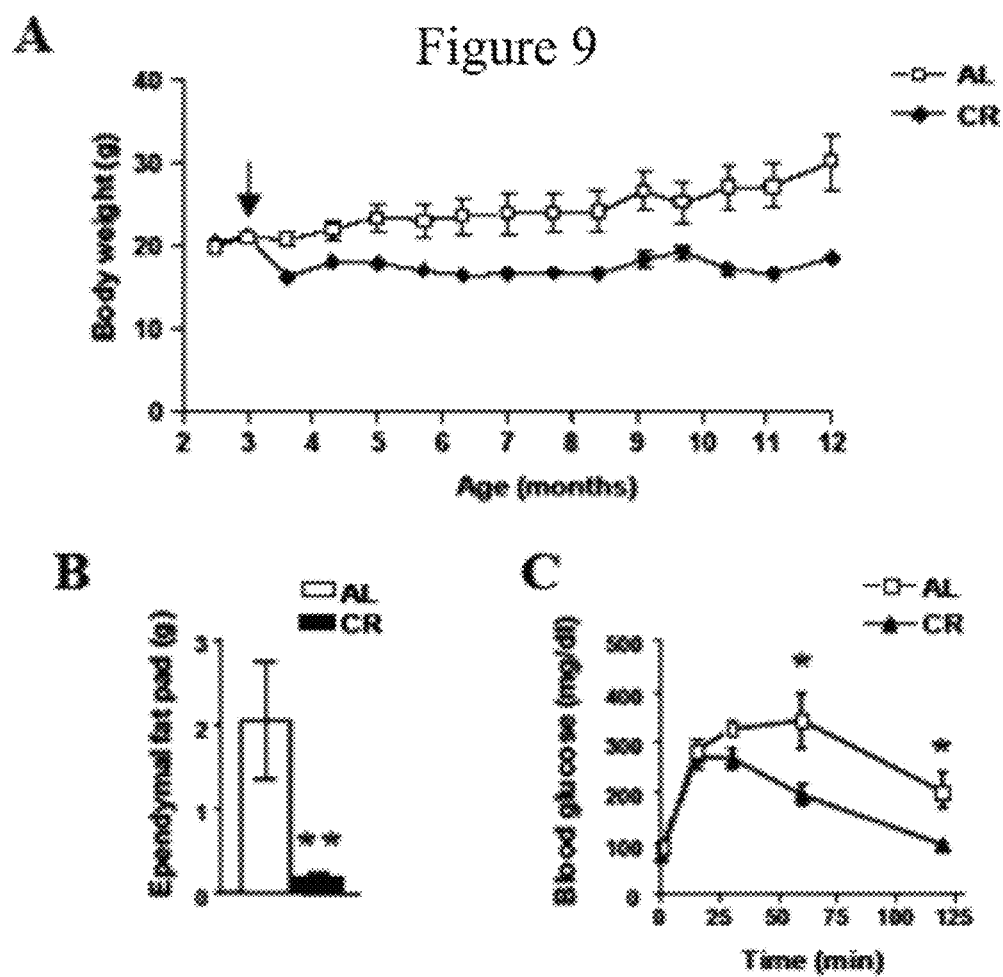 A
Figure 9
AL
CR
Body weight (g)
40
30
20
10
0
2 3 4 5 6 7 8 9 10 11 12
Age (months)
B
AL
CR
Ependymal fat pad (g)
3
2
1
0
**
C
AL
CR
Blood glucose (mg/dl)
500
400
300
200
100
0
*
*
0 25 50 75 100 125
Time (min)